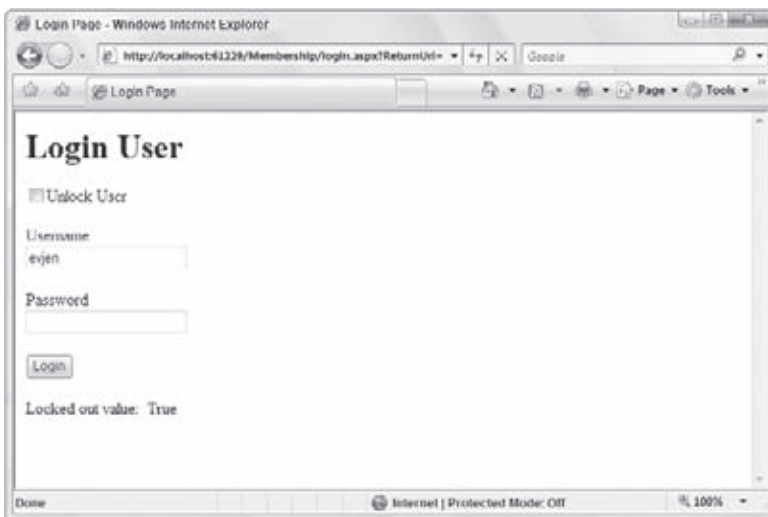 Login Page - Windows Internet Explorer
http://localhost:61229/Membership/login.aspx?ReturnUrl=
Google
Login Page
Page
Tools
Login User
Unlock User
Username
evjen
Password
Login
Locked out value: True
Done
Internet | Protected Mode: Off
100%